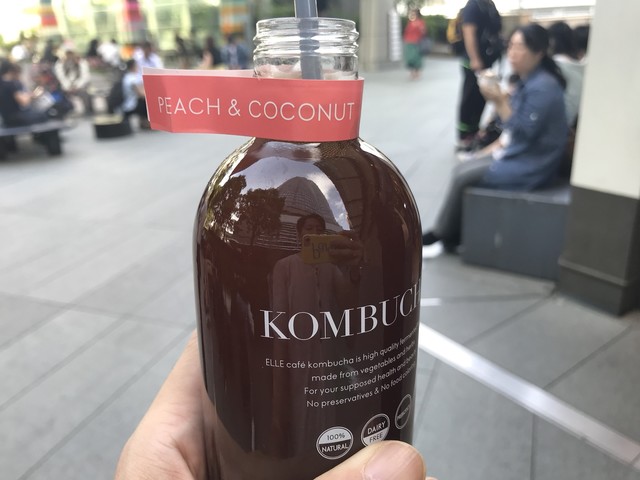 PEACH & COCONUT
KOMBUCH
ELLE café kombucha is high quality
made from vegetables and
For your supposed health and
No preservatives & No food
100%
NATURAL
DAIRY
FREE